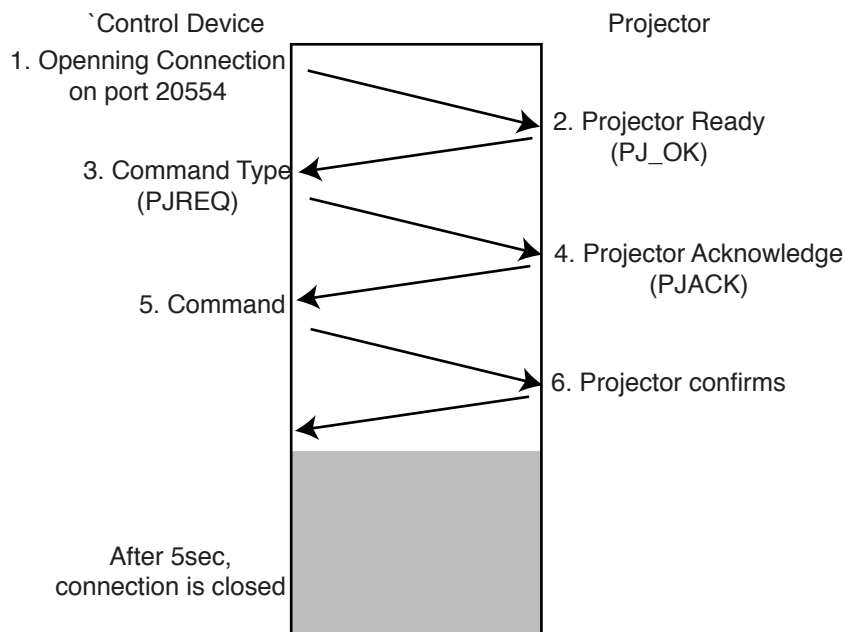 `Control Device
Projector
1. Openning Connection
on port 20554
2. Projector Ready
(PJ_OK)
3. Command Type
(PJREQ)
4. Projector Acknowledge
(PJACK)
5. Command
6. Projector confirms
After 5sec,
connection is closed